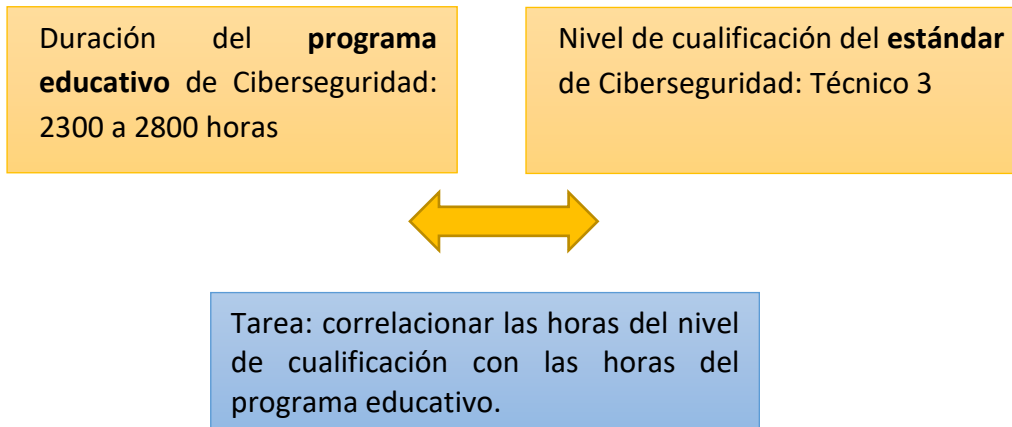 Duración del programa
educativo de Ciberseguridad:
2300 a 2800 horas
Nivel de cualificación del estándar
de Ciberseguridad: Técnico 3
Tarea: correlacionar las horas del nivel
de cualificación con las horas del
programa educativo.